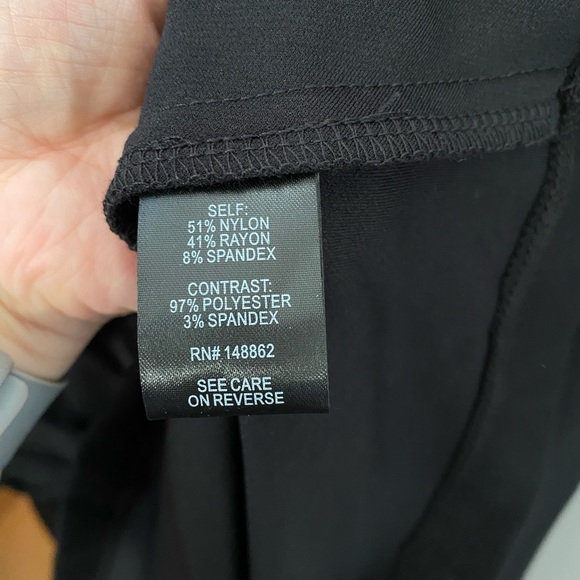 SELF:
51% NYLON
41% RAYON
8% SPANDEX
CONTRAST:
97% POLYESTER
3% SPANDEX
RN# 148862
SEE CARE
ON REVERSE